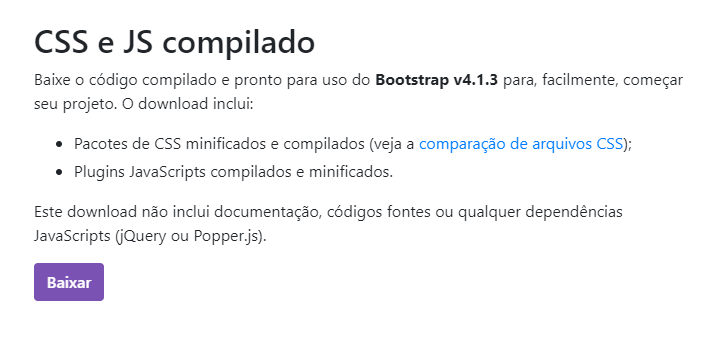 CSS e JS compilado
Baixe o código compilado e pronto para uso do Bootstrap v4.1.3 para, facilmente, começar
seu projeto. O download inclui:
Pacotes de CSS minificados e compilados (veja a comparação de arquivos CSS);
Plugins JavaScripts compilados e minificados.
Este download não inclui documentação, códigos fontes ou qualquer dependências
JavaScripts (jQuery ou Popper.js).
Baixar